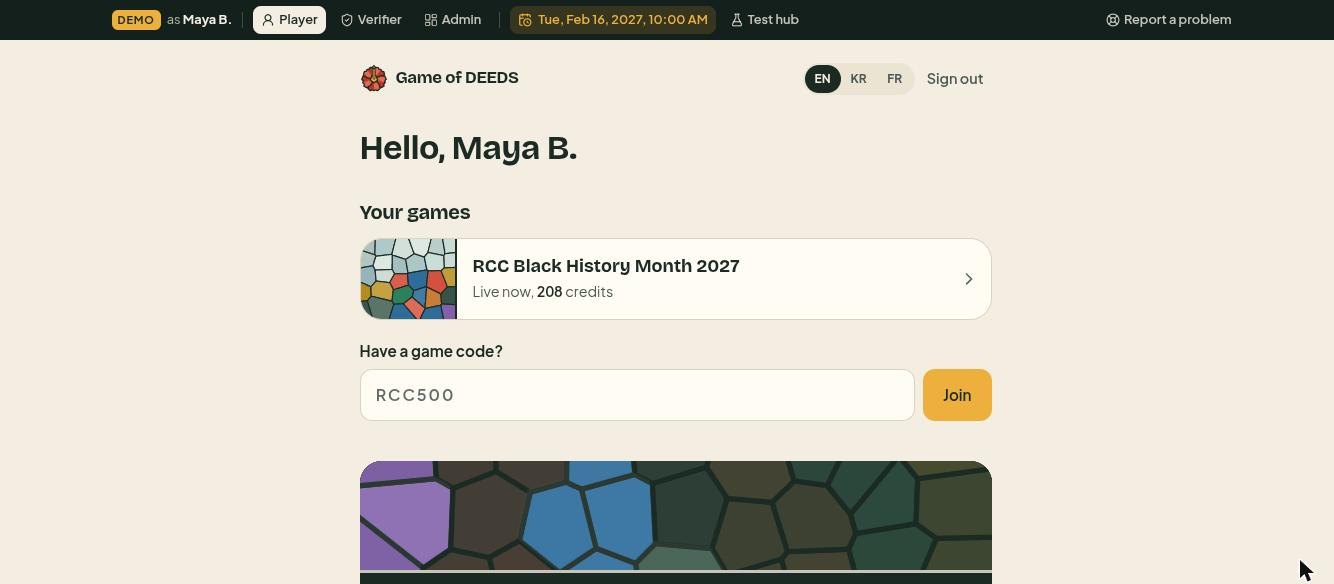 DEMO as Maya B. Player Verifier Admin Tue, Feb 16, 2027, 10:00 AM Test hub Report a problem
Game of DEEDS EN KR FR Sign out
Hello, Maya B.
Your games
RCC Black History Month 2027
Live now, 208 credits
Have a game code?
RCC500 Join